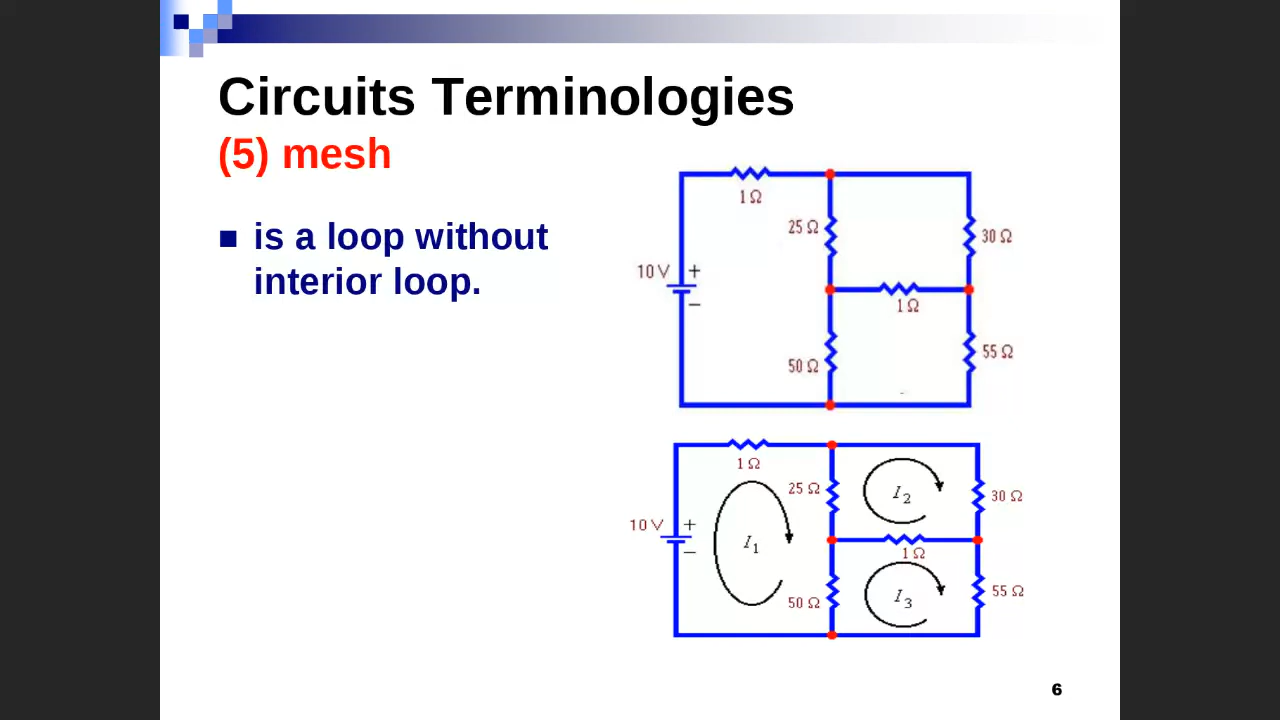 Circuits Terminologies
(5) mesh
is a loop without
interior loop.
1 Ω
25 Ω
30 Ω
10 V
+
−
1 Ω
50 Ω
55 Ω
1 Ω
25 Ω
I2
30 Ω
10 V
+
−
I1
1 Ω
50 Ω
I3
55 Ω
6